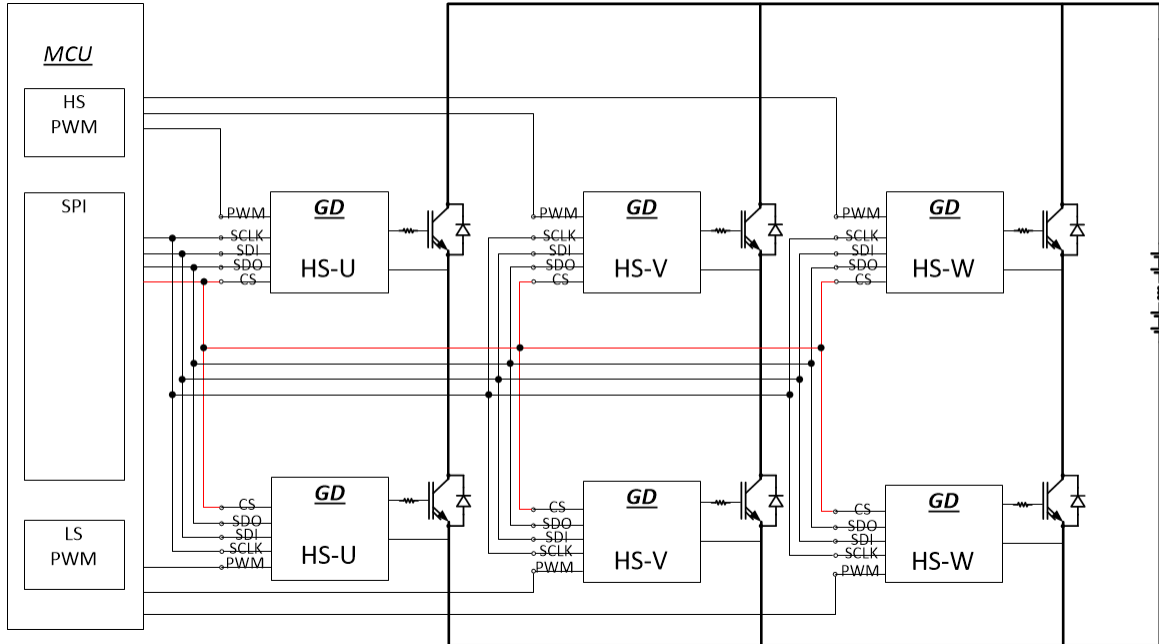 MCU
HS
PWM
SPI
LS
PWM
PWM
SCLK
SDI
SDO
CS
GD
HS-U
PWM
SCLK
SDI
SDO
CS
GD
HS-V
PWM
SCLK
SDI
SDO
CS
GD
HS-W
CS
SDO
SDI
SCLK
PWM
GD
HS-U
CS
SDO
SDI
SCLK
PWM
GD
HS-V
CS
SDO
SDI
SCLK
PWM
GD
HS-W